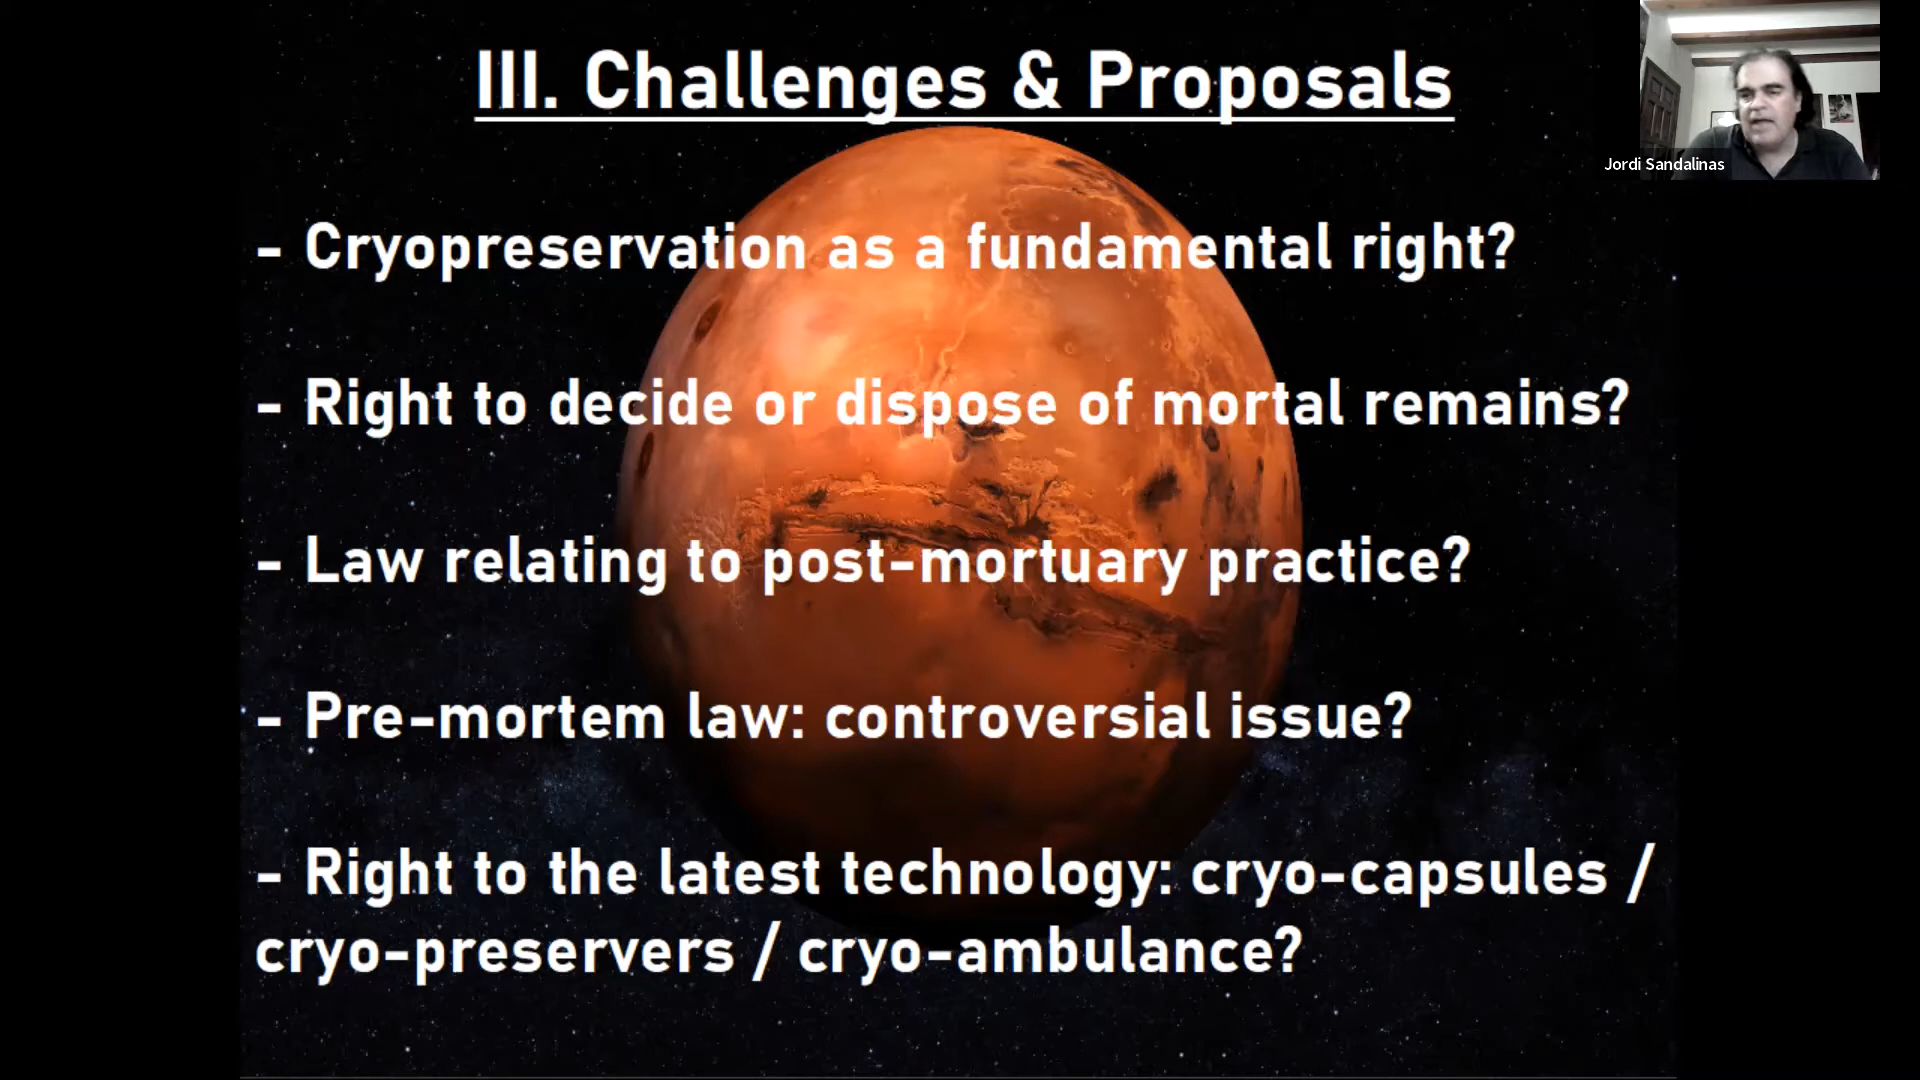 III. Challenges & Proposals
Jordi Sandalinas
- Cryopreservation as a fundamental right?
- Right to decide or dispose of mortal remains?
- Law relating to post-mortuary practice?
- Pre-mortem law: controversial issue?
- Right to the latest technology: cryo-capsules /
cryo-preservers / cryo-ambulance?